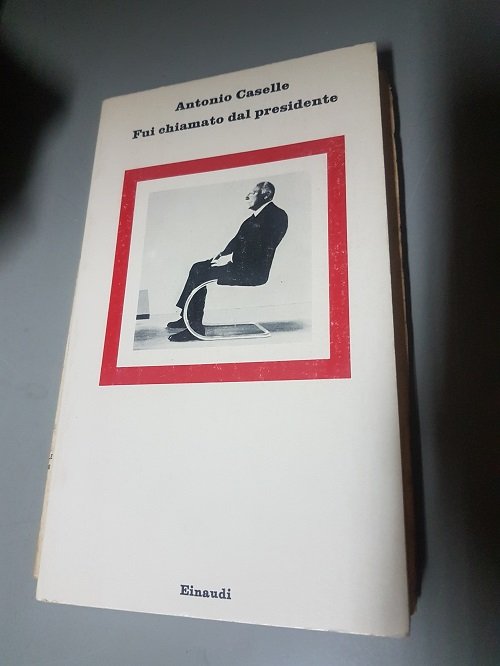 Antonio Caselle
Fui chiamato dal presidente
Einaudi